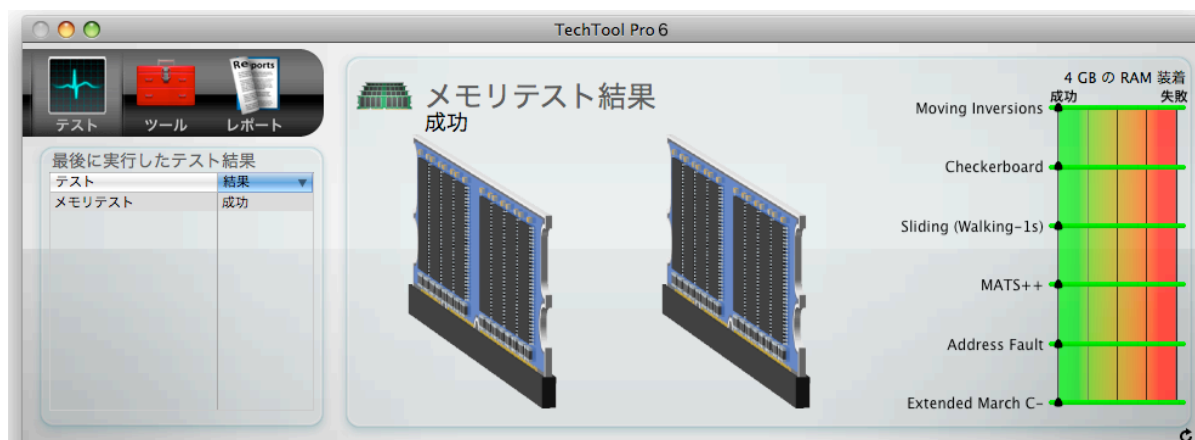 TechTool Pro 6
Reports
テスト ツール レポート
最後に実行したテスト結果
テスト 結果
メモリテスト 成功
メモリテスト結果
成功
4 GB の RAM 装着
成功 失敗
Moving Inversions
Checkerboard
Sliding (Walking-1s)
MATS++
Address Fault
Extended March C-